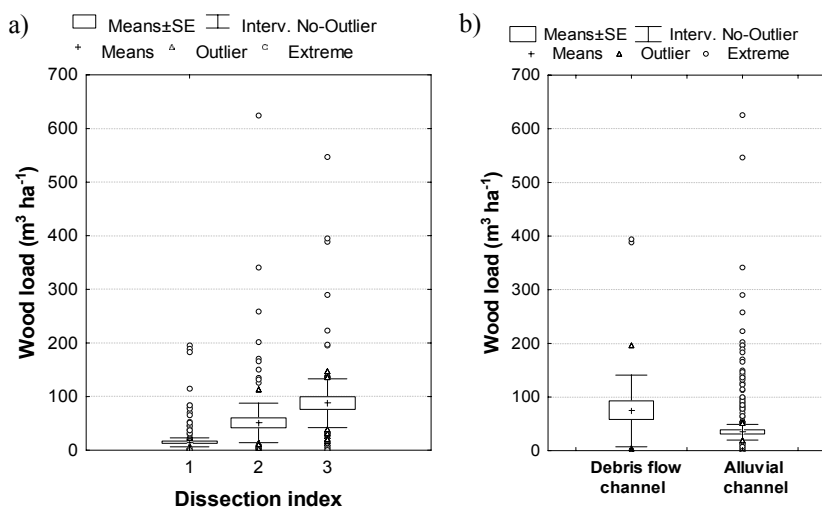 a)
Means±SE Interv. No-Outlier
Means Outlier Extreme
700
600
500
400
300
200
100
0
Wood load (m³ ha⁻¹)
1 2 3
Dissection index
b)
Means±SE Interv. No-Outlier
Means Outlier Extreme
700
600
500
400
300
200
100
0
Wood load (m³ ha⁻¹)
Debris flow Alluvial
channel channel